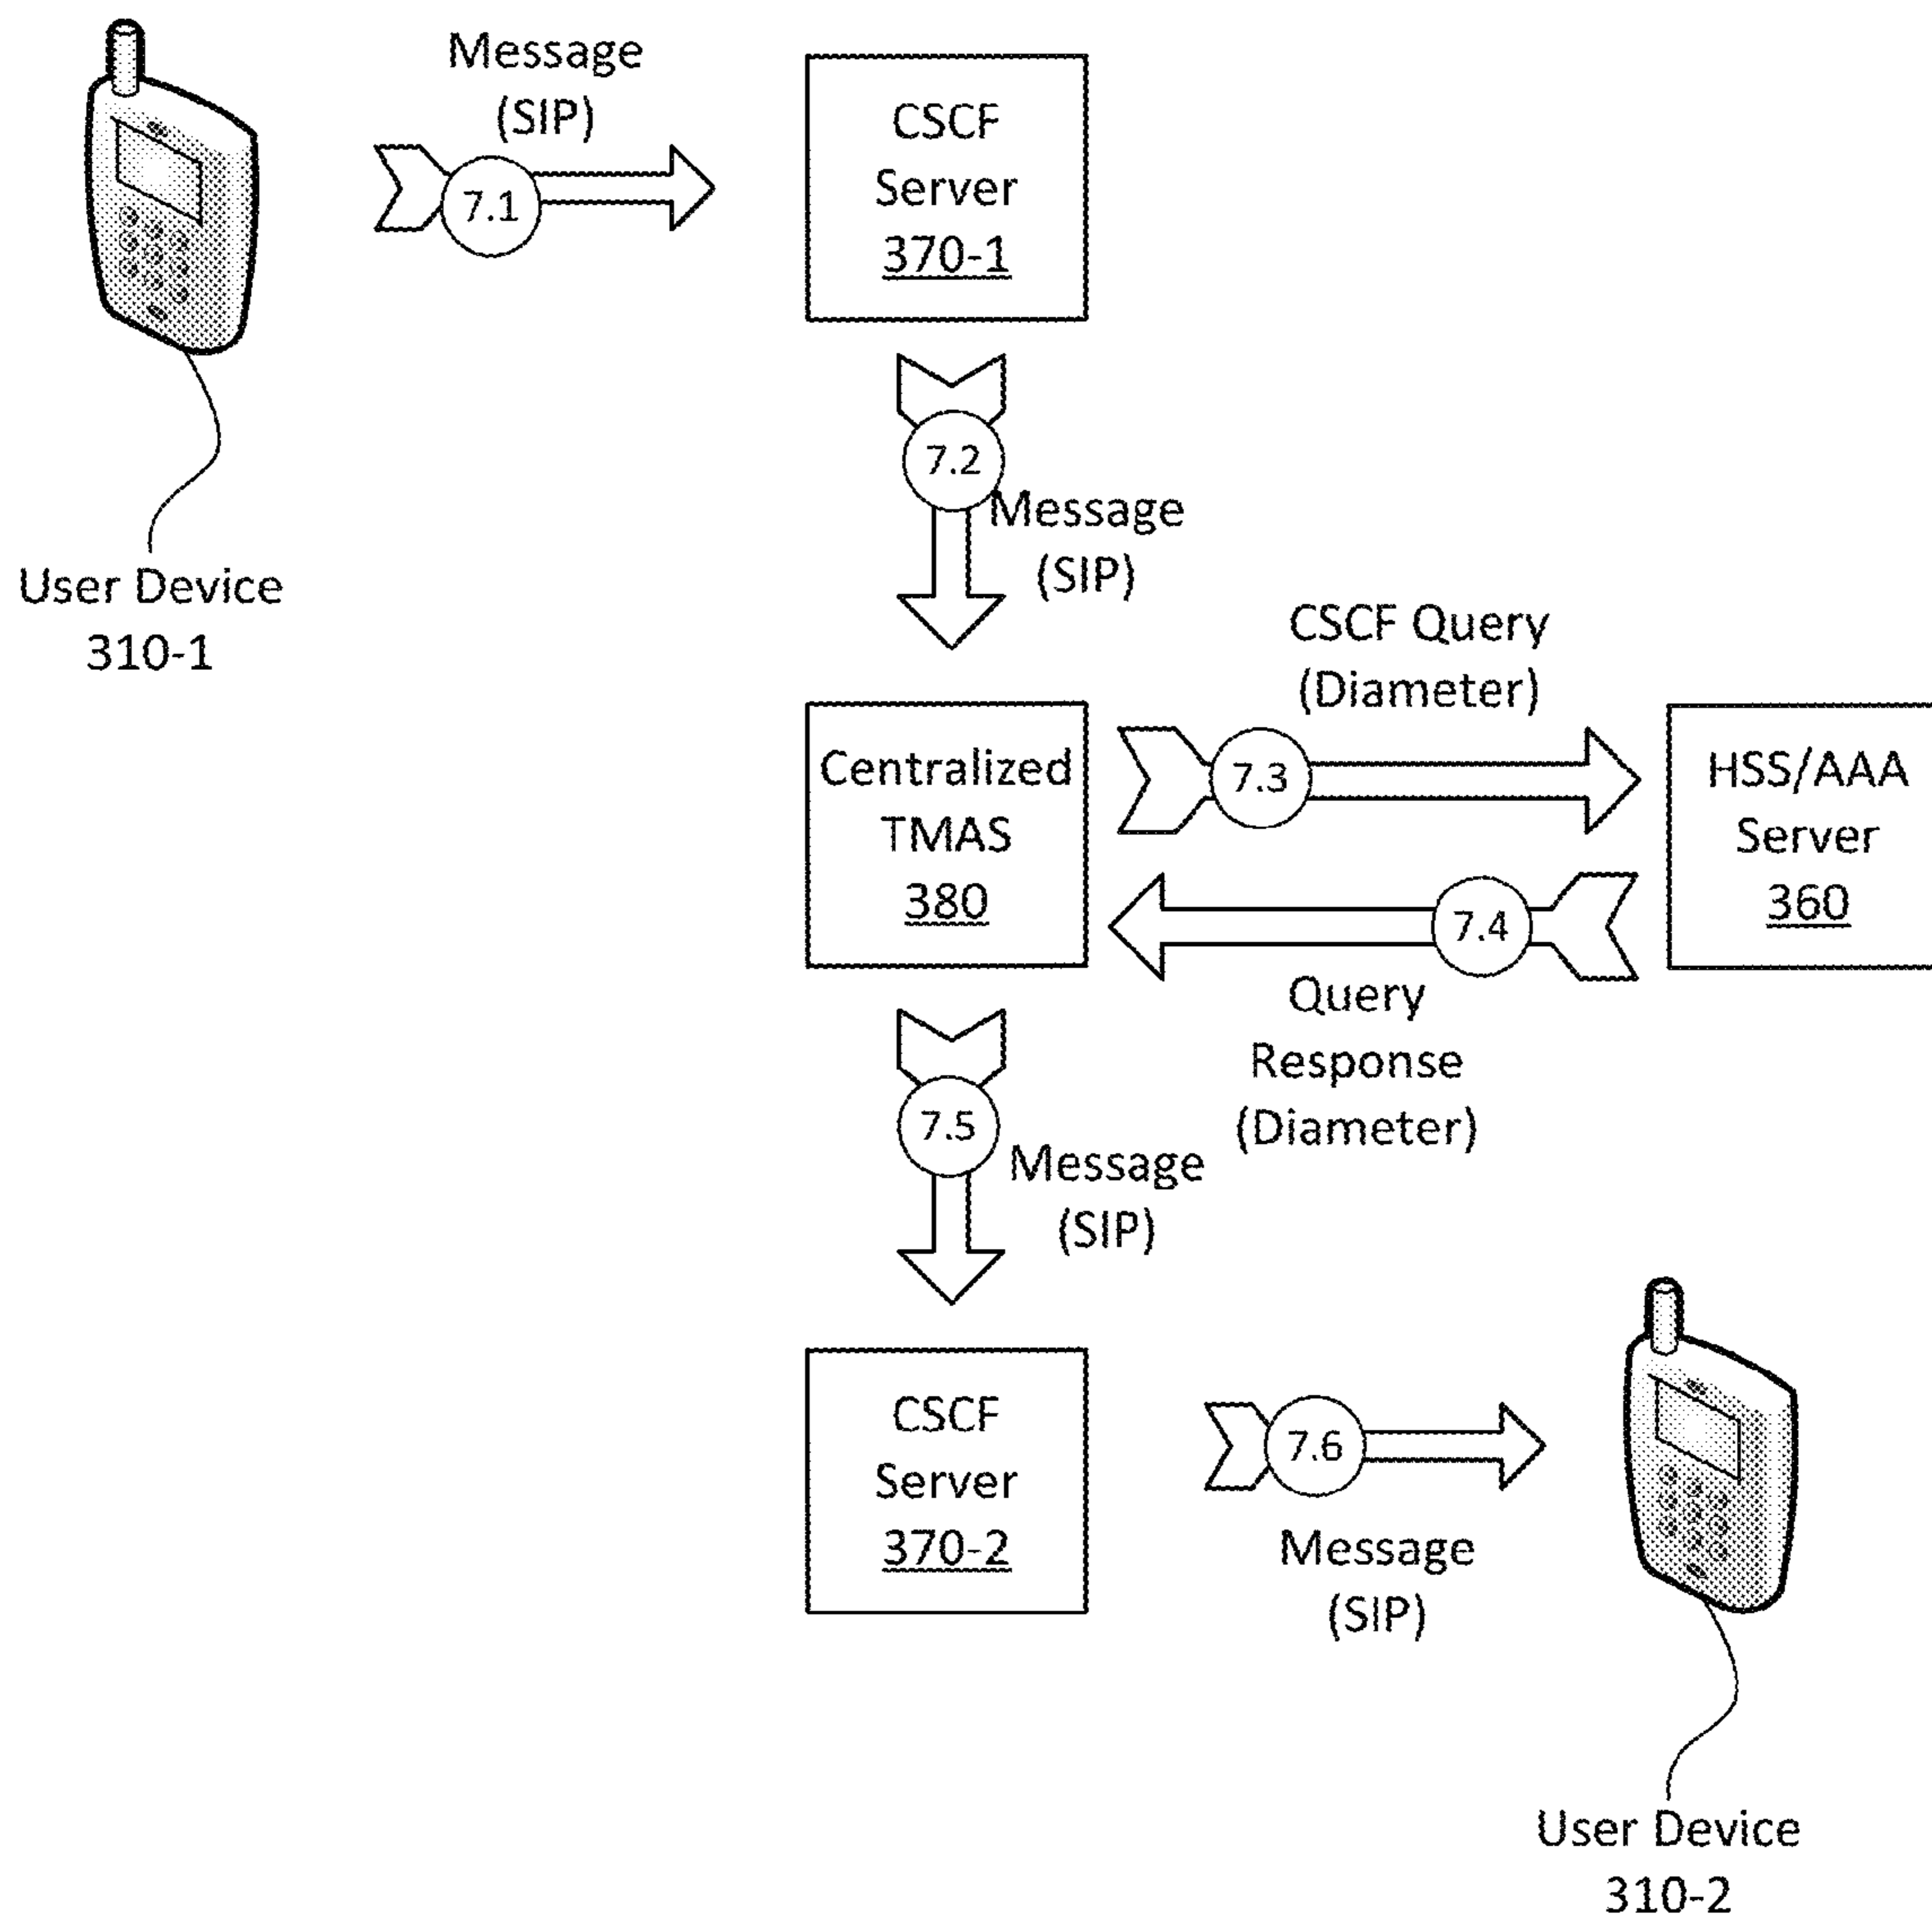 Message
(SIP)
7.1
CSCF
Server
370-1
User Device
310-1
7.2
Message
(SIP)
CSCF Query
(Diameter)
Centralized
TMAS
380
7.3
HSS/AAA
Server
360
7.4
Query
Response
(Diameter)
7.5
Message
(SIP)
CSCF
Server
370-2
7.6
Message
(SIP)
User Device
310-2